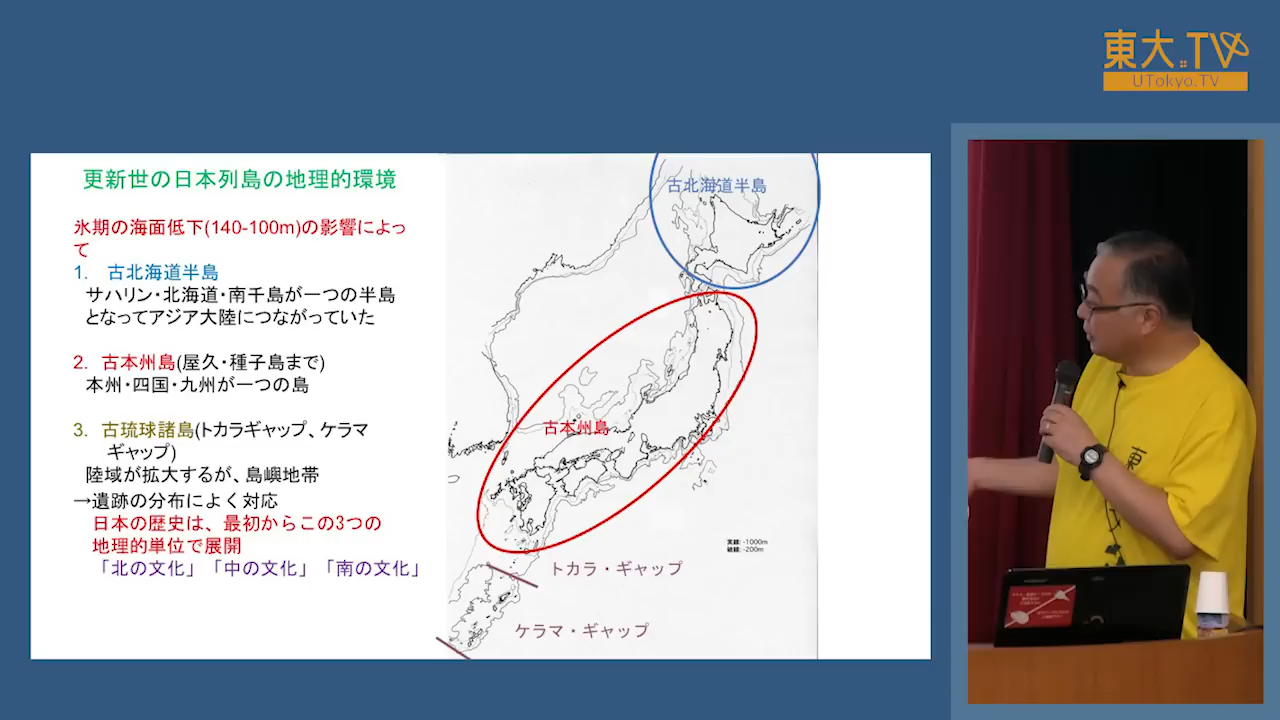 東大.TV
UTokyo.TV
更新世の日本列島の地理的環境
氷期の海面低下(140-100m)の影響によっ
て
1. 古北海道半島
サハリン・北海道・南千島が一つの半島
となってアジア大陸につながっていた
2. 古本州島(屋久・種子島まで)
本州・四国・九州が一つの島
3. 古琉球諸島(トカラギャップ、ケラマ
ギャップ)
陸域が拡大するが、島嶼地帯
→遺跡の分布によく対応
日本の歴史は、最初からこの3つの
地理的単位で展開
「北の文化」「中の文化」「南の文化」
古北海道半島
古本州島
実線: -1000m
破線: -200m
トカラ・ギャップ
ケラマ・ギャップ
東